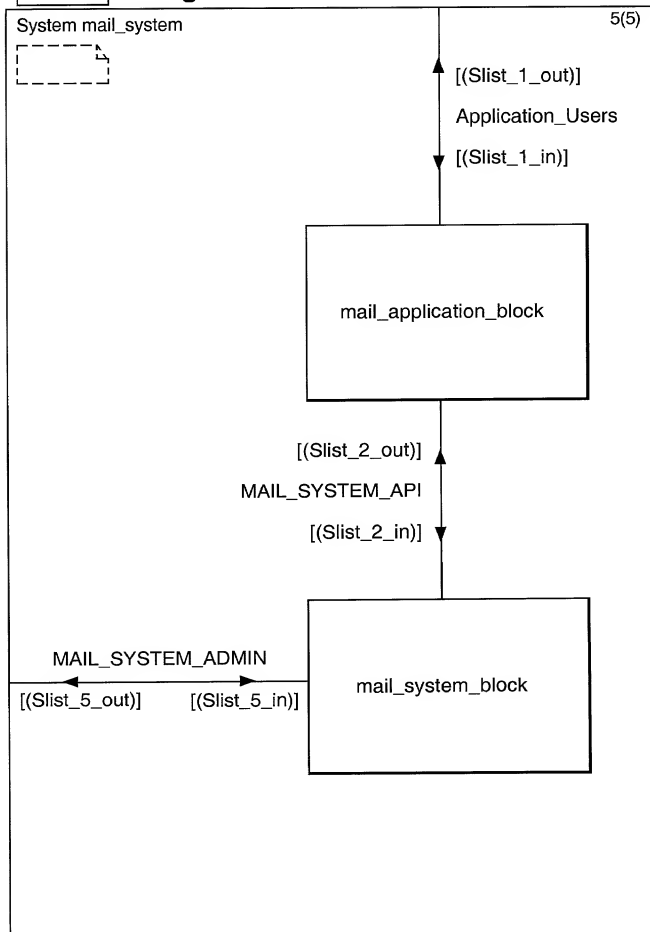 System mail_system
5(5)
[(Slist_1_out)]
Application_Users
[(Slist_1_in)]
mail_application_block
[(Slist_2_out)]
MAIL_SYSTEM_API
[(Slist_2_in)]
MAIL_SYSTEM_ADMIN
[(Slist_5_out)]
[(Slist_5_in)]
mail_system_block